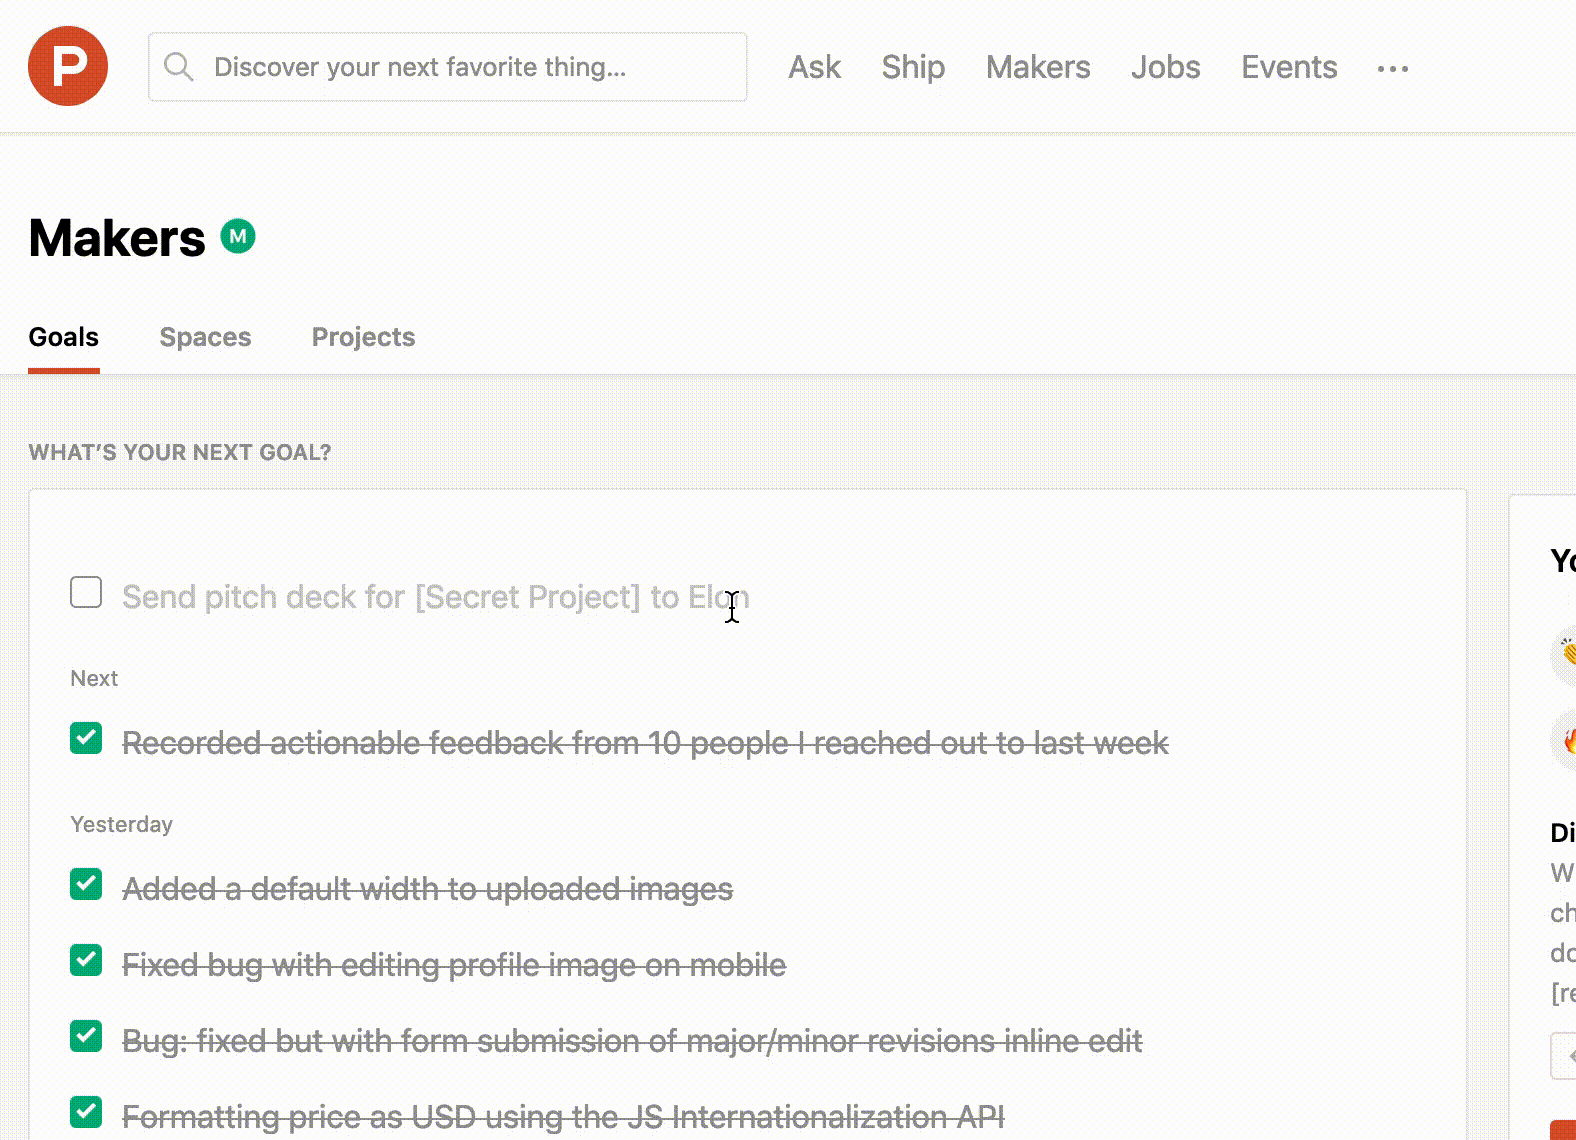 P
Discover your next favorite thing...
Ask Ship Makers Jobs Events ...
Makers M
Goals Spaces Projects
WHAT'S YOUR NEXT GOAL?
Send pitch deck for [Secret Project] to Elon
Next
Recorded actionable feedback from 10 people I reached out to last week
Yesterday
Added a default width to uploaded images
Fixed bug with editing profile image on mobile
Bug: fixed but with form submission of major/minor revisions inline edit
Formatting price as USD using the JS Internationalization API
Yo
Di
W
ch
do
[re